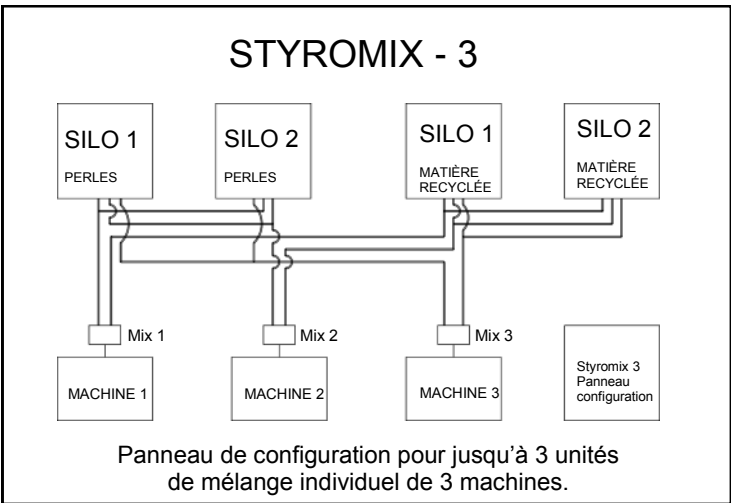 STYROMIX - 3
SILO 1
PERLES
SILO 2
PERLES
SILO 1
MATIÈRE
RECYCLÉE
SILO 2
MATIÈRE
RECYCLÉE
Mix 1
Mix 2
Mix 3
MACHINE 1
MACHINE 2
MACHINE 3
Styromix 3
Panneau
configuration
Panneau de configuration pour jusqu'à 3 unités
de mélange individuel de 3 machines.